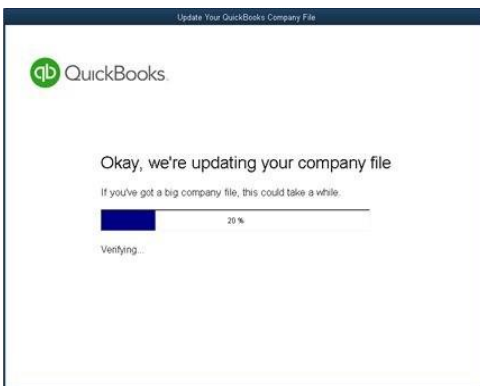 Update Your QuickBooks Company File
qb QuickBooks.
Okay, we're updating your company file
If you've got a big company file, this could take a while.
20 %
Verifying...